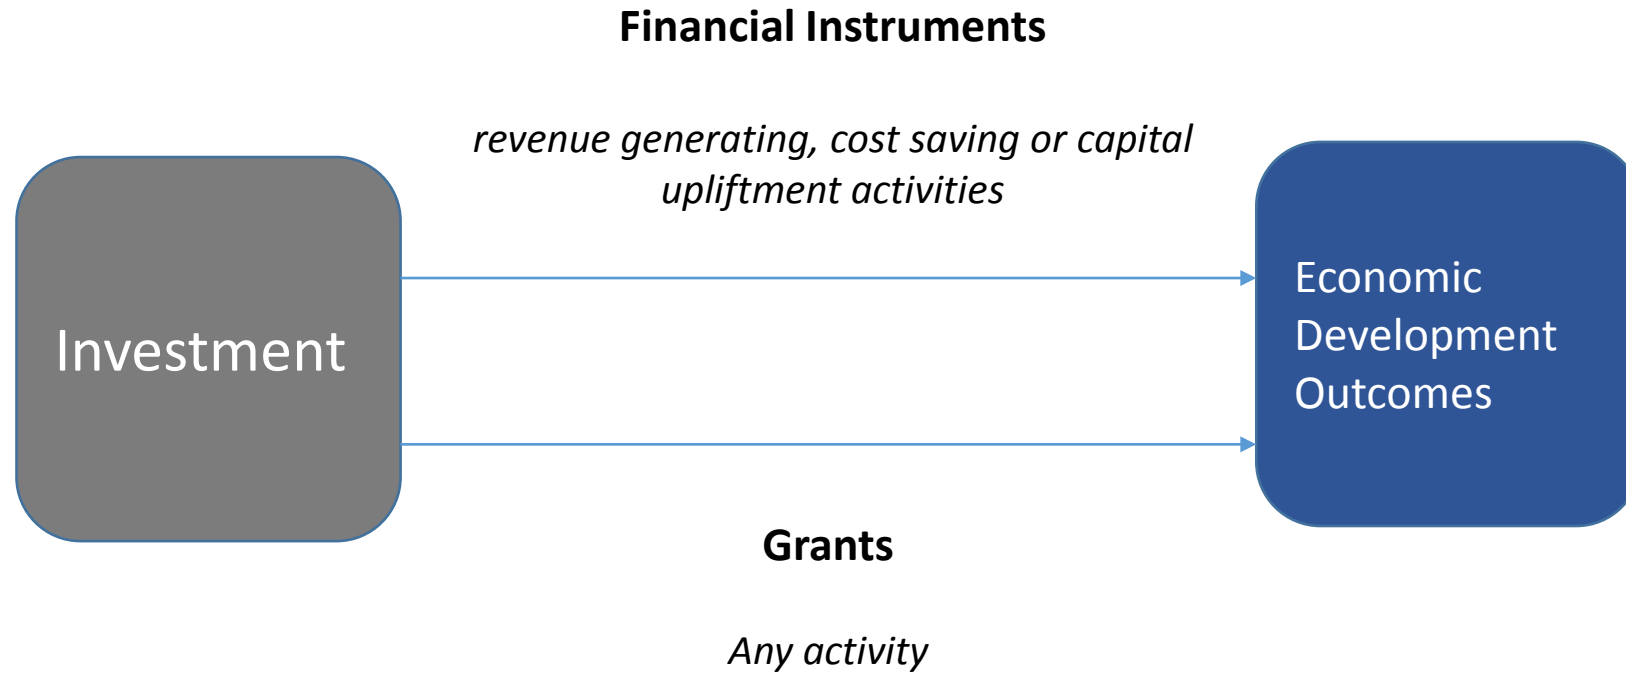 Financial Instruments
revenue generating, cost saving or capital
upliftment activities
Investment
Economic
Development
Outcomes
Grants
Any activity